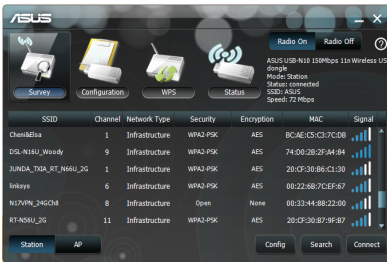 ASUS
Radio On
Radio Off
ASUS USB-N10 150Mbps 11n Wireless US
dongle
Mode: Station
Status: connected
SSID: ASUS
Speed: 72 Mbps
Survey
Configuration
WPS
Status
SSID Channel Network Type Security Encryption MAC Signal
Cheni&Elsa 1 Infrastructure WPA2-PSK AES BC:AE:C5:C3:7C:D8
DSL-N16U_Woody 9 Infrastructure WPA2-PSK AES 74:D0:2B:2F:A4:84
JUNDA_TXIA_RT_N66U_2G 1 Infrastructure WPA2-PSK AES 20:CF:30:B6:C1:30
linksys 6 Infrastructure WPA2-PSK AES 00:22:6B:7C:EF:67
N17VPN_24GCh8 8 Infrastructure Open None 00:33:44:88:22:00
RT-N56U_2G 11 Infrastructure WPA2-PSK AES 20:CF:30:B7:9F:B7
Station
AP
Config
Search
Connect